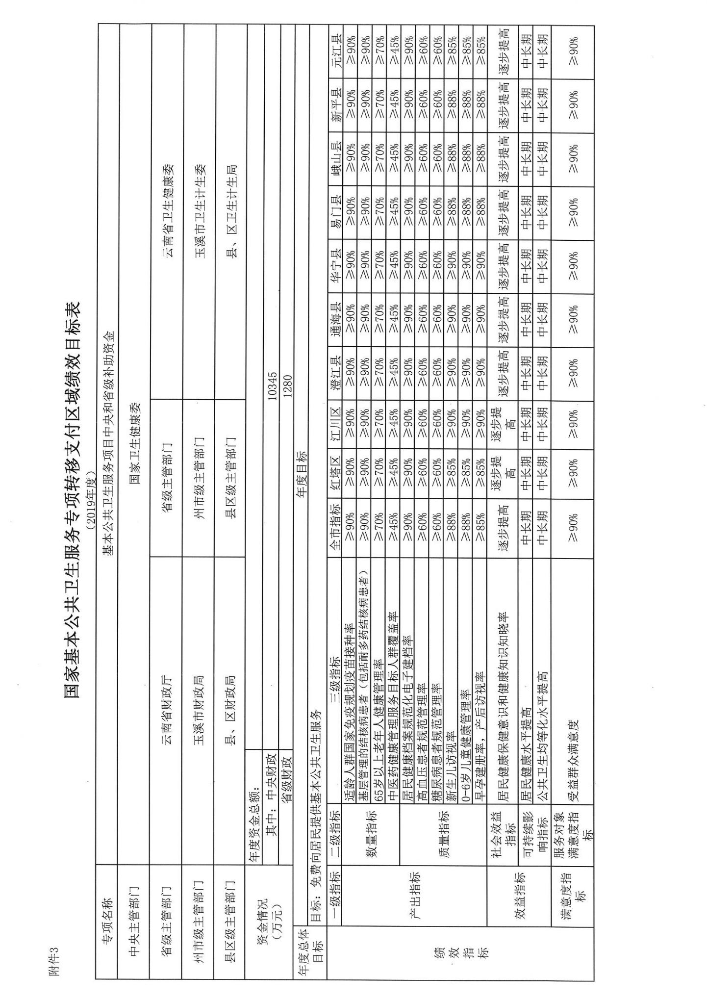 附件3
国家基本公共卫生服务专项转移支付区域绩效目标表
（2019年度）
专项名称 基本公共卫生服务项目中央和省级补助资金
中央主管部门 国家卫生健康委
省级主管部门 云南省财政厅 省级主管部门 云南省卫生健康委
州市级主管部门 玉溪市财政局 州市级主管部门 玉溪市卫生计生委
县区级主管部门 县、区财政局 县区级主管部门 县、区卫生计生局
资金情况
（万元）
年度资金总额：
其中：中央财政 10345
省级财政 1280
年度总体
目标
年度目标
目标：免费向居民提供基本公共卫生服务
绩
效
指
标
一级指标 二级指标 三级指标 全市指标 红塔区 江川区 澄江县 通海县 华宁县 易门县 峨山县 新平县 元江县
产出指标
数量指标
适龄人群国家免疫规划疫苗接种率 ≥90% ≥90% ≥90% ≥90% ≥90% ≥90% ≥90% ≥90% ≥90% ≥90%
基层管理的结核病患者（包括耐多药结核病患者） ≥90% ≥90% ≥90% ≥90% ≥90% ≥90% ≥90% ≥90% ≥90% ≥90%
65岁以上老年人健康管理率 ≥70% ≥70% ≥70% ≥70% ≥70% ≥70% ≥70% ≥70% ≥70% ≥70%
中医药健康管理服务目标人群覆盖率 ≥45% ≥45% ≥45% ≥45% ≥45% ≥45% ≥45% ≥45% ≥45% ≥45%
质量指标
居民健康档案规范化电子建档率 ≥90% ≥90% ≥90% ≥90% ≥90% ≥90% ≥90% ≥90% ≥90% ≥90%
高血压患者规范管理率 ≥60% ≥60% ≥60% ≥60% ≥60% ≥60% ≥60% ≥60% ≥60% ≥60%
糖尿病患者规范管理率 ≥60% ≥60% ≥60% ≥60% ≥60% ≥60% ≥60% ≥60% ≥60% ≥60%
新生儿访视率 ≥88% ≥85% ≥90% ≥90% ≥90% ≥90% ≥88% ≥88% ≥88% ≥85%
0-6岁儿童健康管理率 ≥88% ≥85% ≥90% ≥90% ≥90% ≥90% ≥88% ≥88% ≥88% ≥85%
早孕建册率，产后访视率 ≥85% ≥85% ≥90% ≥90% ≥90% ≥90% ≥88% ≥88% ≥88% ≥85%
效益指标
社会效益
指标
居民健康保健意识和健康知识知晓率 逐步提高 逐步提
高 逐步提
高 逐步提高 逐步提高 逐步提高 逐步提高 逐步提高 逐步提高 逐步提高
可持续影
响指标
居民健康水平提高 中长期 中长期 中长期 中长期 中长期 中长期 中长期 中长期 中长期 中长期
公共卫生均等化水平提高 中长期 中长期 中长期 中长期 中长期 中长期 中长期 中长期 中长期 中长期
满意度指
标
服务对象
满意度指
标
受益群众满意度 ≥90% ≥90% ≥90% ≥90% ≥90% ≥90% ≥90% ≥90% ≥90% ≥90%